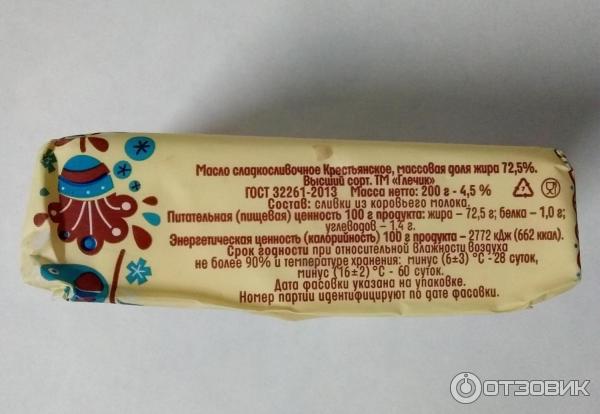 Масло сладкосливочное Крестьянское, массовая доля жира 72,5%.
Высший сорт. ТМ «Глечик»
ГОСТ 32261-2013 Масса нетто: 200 г - 4,5 %
Состав: сливки из коровьего молока.
Питательная (пищевая) ценность 100 г продукта: жира – 72,5 г; белка – 1,0 г;
углеводов – 1,4 г.
Энергетическая ценность (калорийность) 100 г продукта – 2772 кДж (662 ккал).
Срок годности при относительной влажности воздуха
не более 90% и температуре хранения: минус (6±3) °С -28 суток,
минус (16±2) °С - 60 суток.
Дата фасовки указана на упаковке.
Номер партии идентифицируют по дате фасовки.
ОТЗОВИК